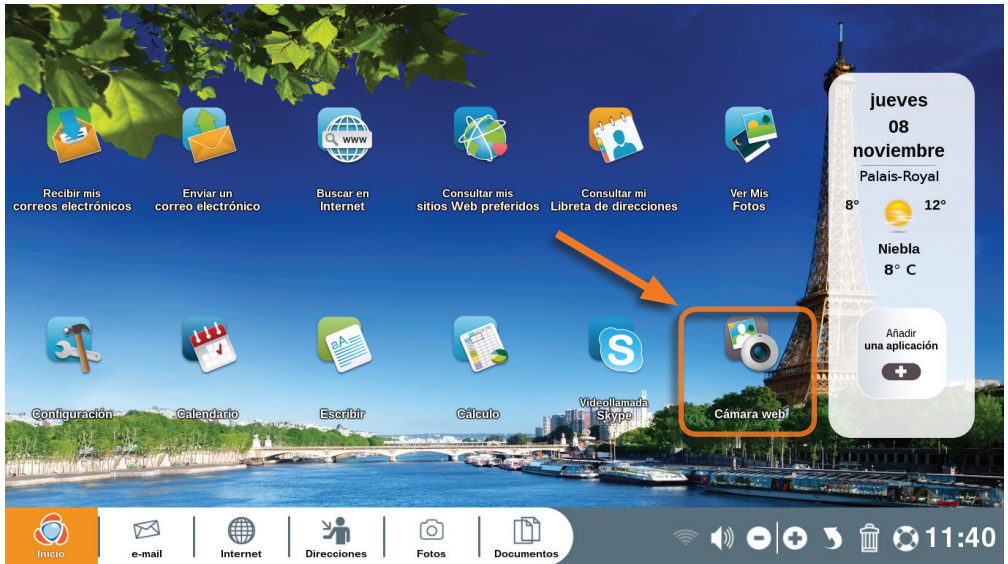 Recibir mis
correos electrónicos
Enviar un
correo electrónico
www
Buscar en
Internet
Consultar mis
sitios Web preferidos
Consultar mi
Libreta de direcciones
Ver Mis
Fotos
jueves
08
noviembre
Palais-Royal
8° 12°
Niebla
8° C
Añadir
una aplicación
Configuración
Calendario
aA
Escribir
Cálculo
S
Videollamada
Skype
Cámara web
Inicio
e-mail
Internet
Direcciones
Fotos
Documentos
11:40